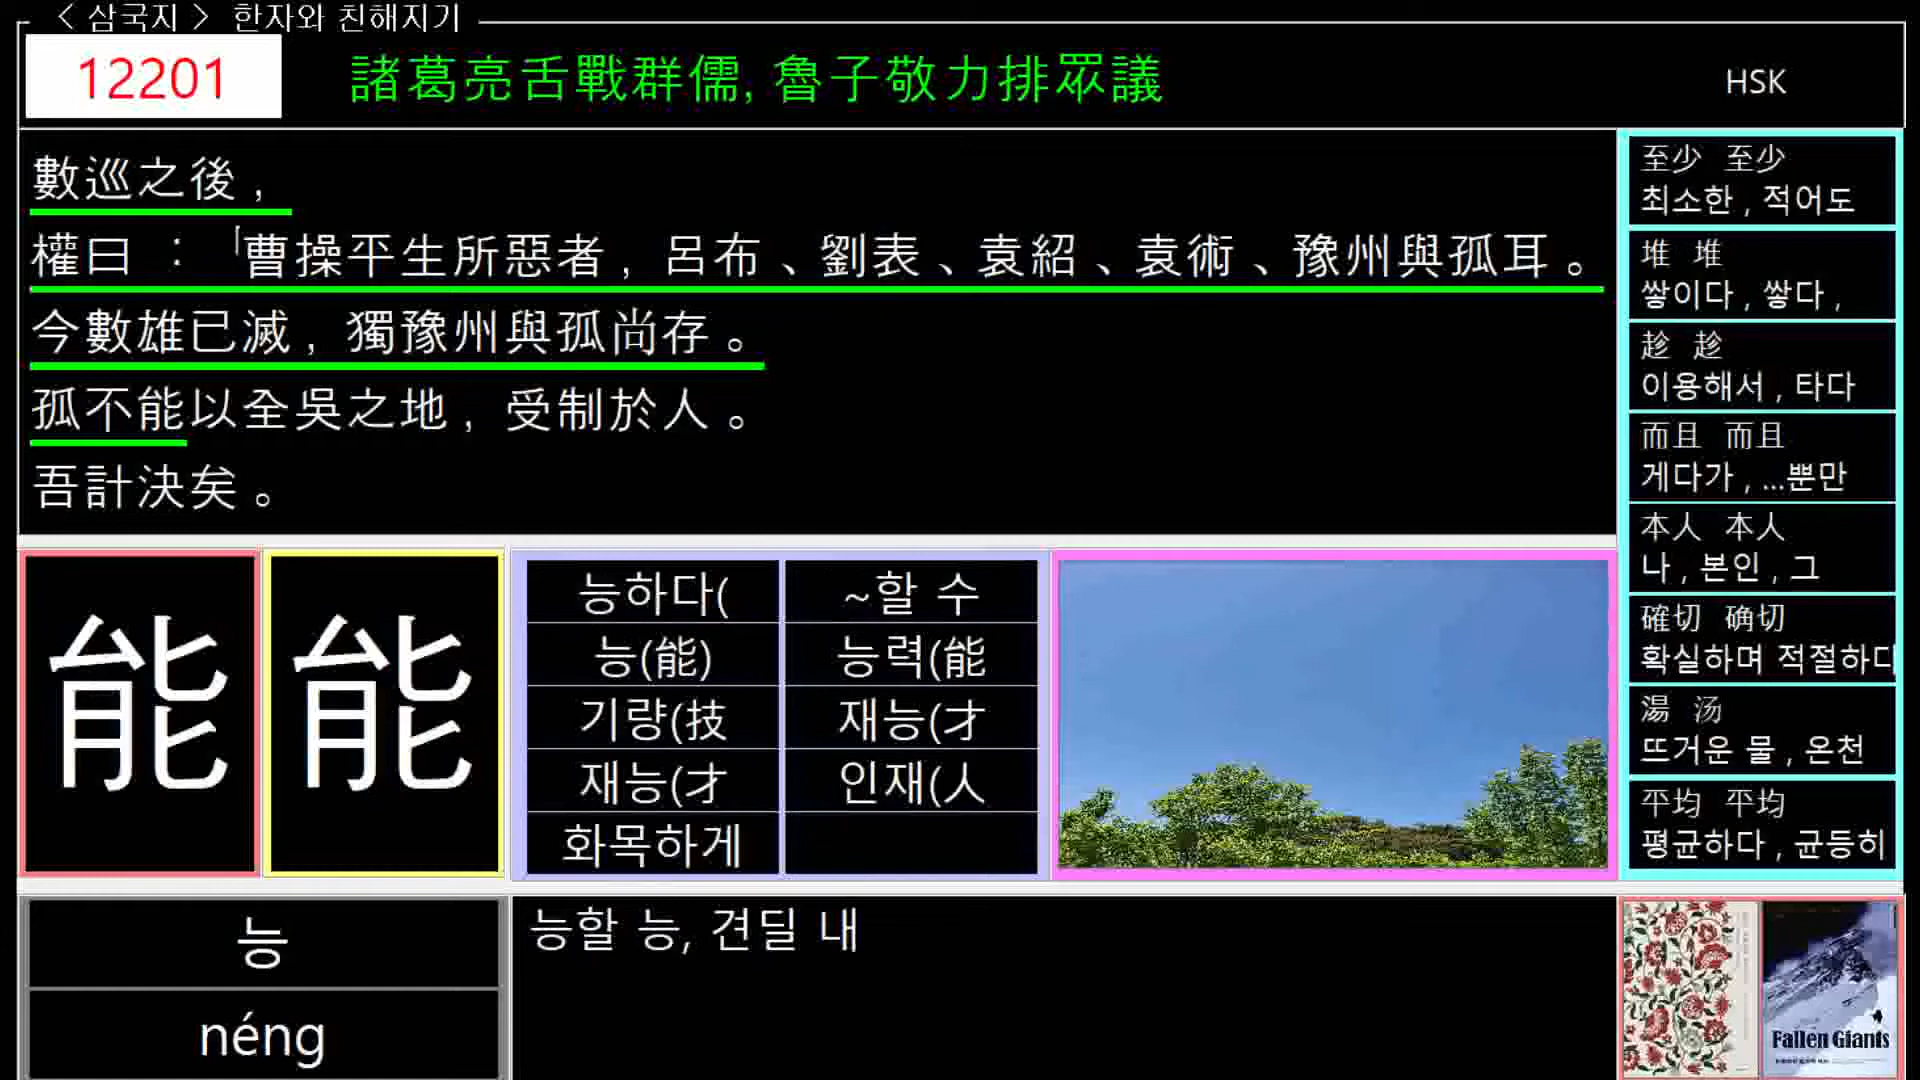 < 삼국지 > 한자와 친해지기
12201
諸葛亮舌戰群儒, 魯子敬力排眾議
HSK
數巡之後，
權曰：「曹操平生所惡者，呂布、劉表、袁紹、袁術、豫州與孤耳。
今數雄已滅，獨豫州與孤尚存。
孤不能以全吳之地，受制於人。
吾計決矣。
至少 至少
최소한 , 적어도
堆 堆
쌓이다 , 쌓다 ,
趁 趁
이용해서 , 타다
而且 而且
게다가 , ...뿐만
本人 本人
나 , 본인 , 그
確切 确切
확실하며 적절하다
湯 汤
뜨거운 물 , 온천
平均 平均
평균하다 , 균등히
能 能
능하다( ~할 수
능(能) 능력(能
기량(技 재능(才
재능(才 인재(人
화목하게
능
néng
능할 능, 견딜 내
Fallen Giants